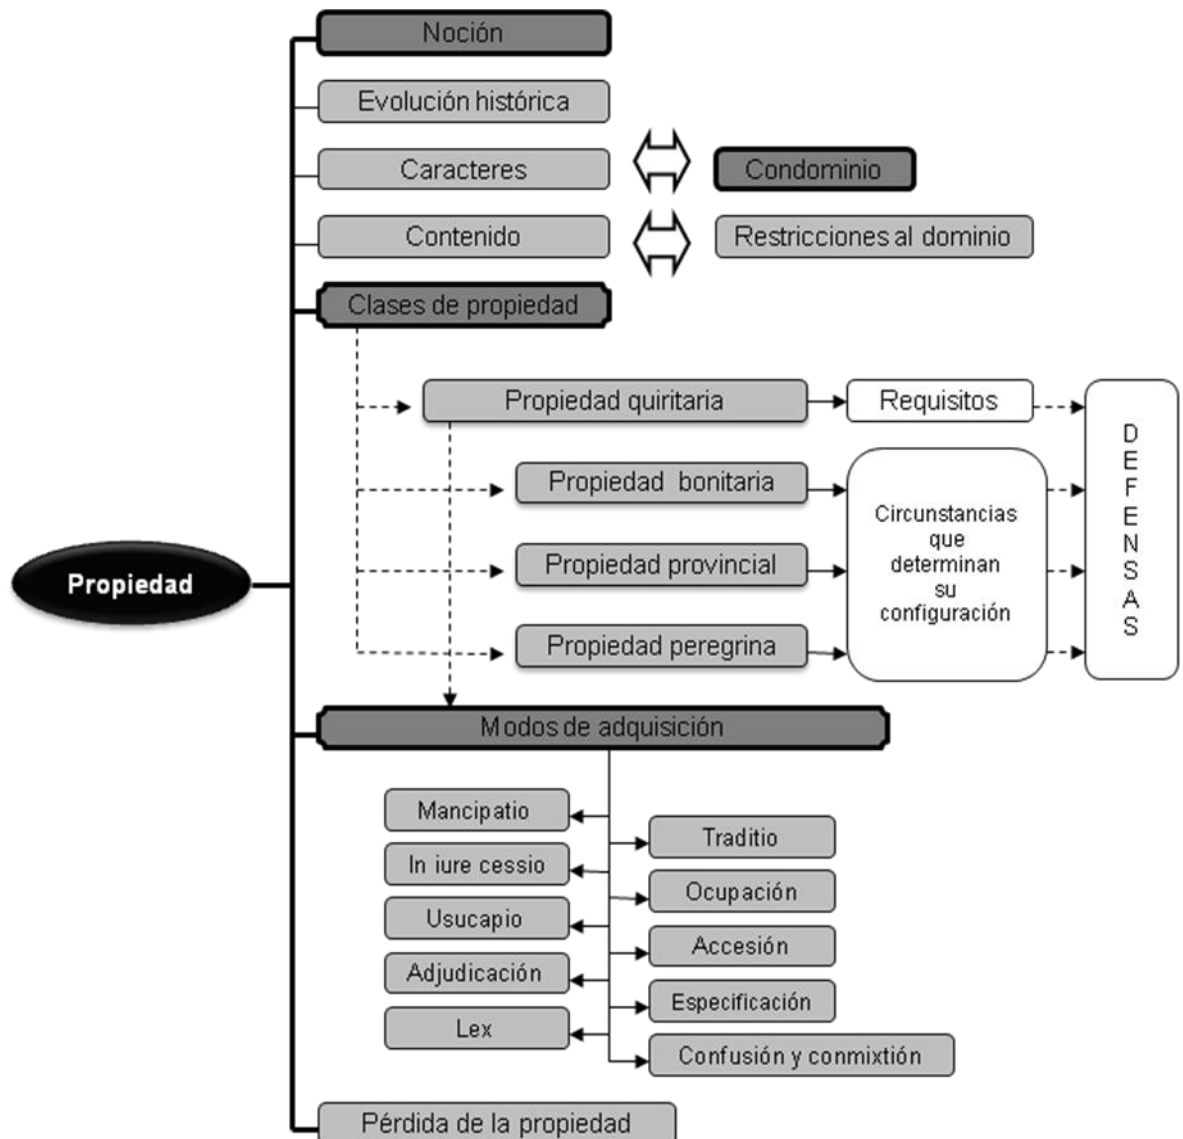 Noción
Evolución histórica
Caracteres
Condominio
Contenido
Restricciones al dominio
Clases de propiedad
Propiedad quiritaria
Requisitos
Propiedad bonitaria
Propiedad provincial
Propiedad peregrina
Circunstancias
que
determinan
su
configuración
D
E
F
E
N
S
A
S
Propiedad
Modos de adquisición
Mancipatio
Traditio
In iure cessio
Ocupación
Usucapio
Accesión
Adjudicación
Especificación
Lex
Confusión y conmixtión
Pérdida de la propiedad